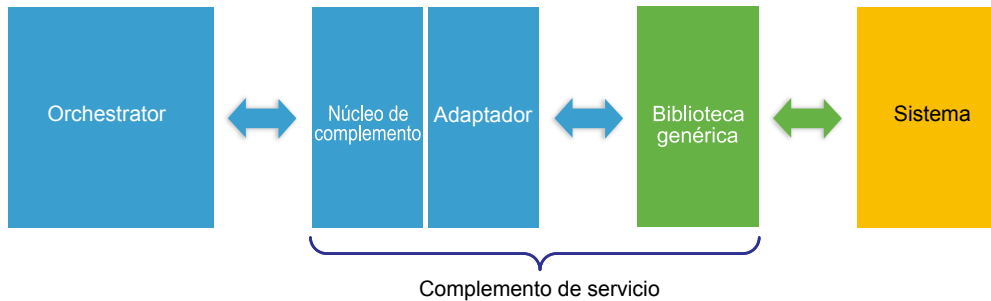 Orchestrator
Núcleo de
complemento
Adaptador
Biblioteca
genérica
Sistema
Complemento de servicio